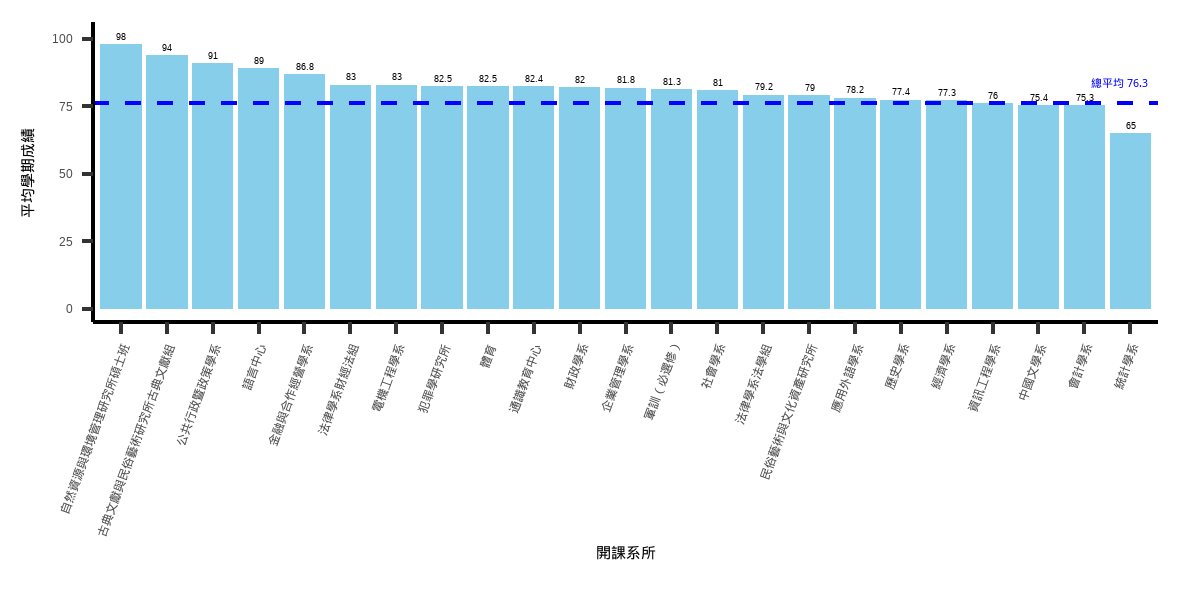 平均學期成績
100
75
50
25
0
98
94
91
89
86.8
83
83
82.5
82.5
82.4
82
81.8
81.3
81
79.2
79
78.2
77.4
77.3
76
75.4
75.3
65
總平均 76.3
自然資源與環境管理研究所碩士班
古典文獻與民俗藝術研究所古典文獻組
公共行政暨政策學系
語言中心
金融與合作經營學系
法律學系財經法組
電機工程學系
犯罪學研究所
體育
通識教育中心
財政學系
企業管理學系
軍訓（必選修）
社會學系
法律學系法學組
民俗藝術與文化資產研究所
應用外語學系
歷史學系
經濟學系
資訊工程學系
中國文學系
會計學系
統計學系
開課系所